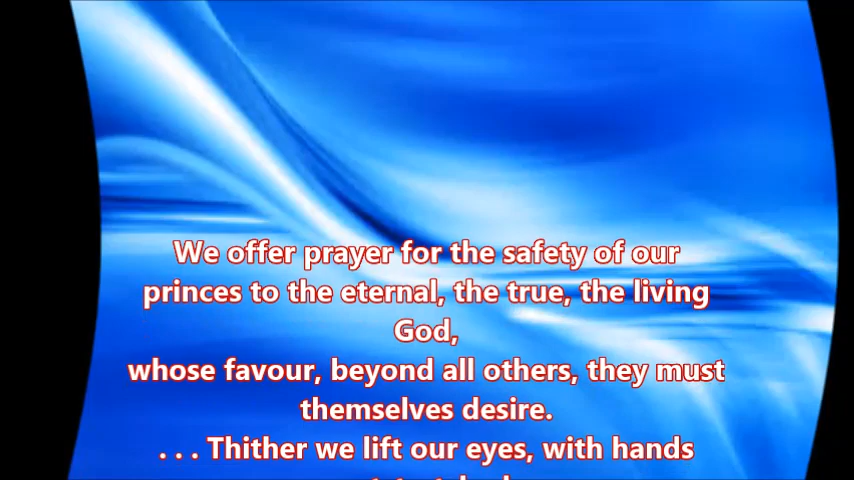 We offer prayer for the safety of our
princes to the eternal, the true, the living
God,
whose favour, beyond all others, they must
themselves desire.
. . . Thither we lift our eyes, with hands